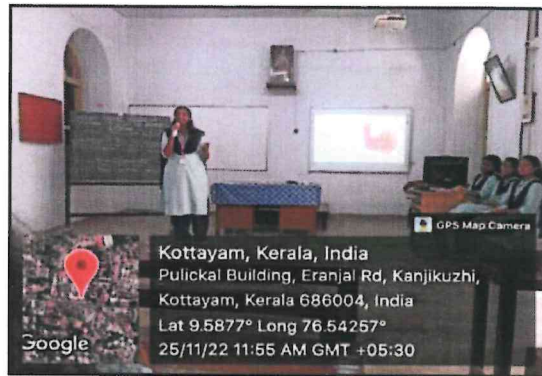 GPS Map Camera
Kottayam, Kerala, India
Pulickal Building, Eranjal Rd, Kanjikuzhi,
Kottayam, Kerala 686004, India
Lat 9.5877° Long 76.54257°
25/11/22 11:55 AM GMT +05:30
Google